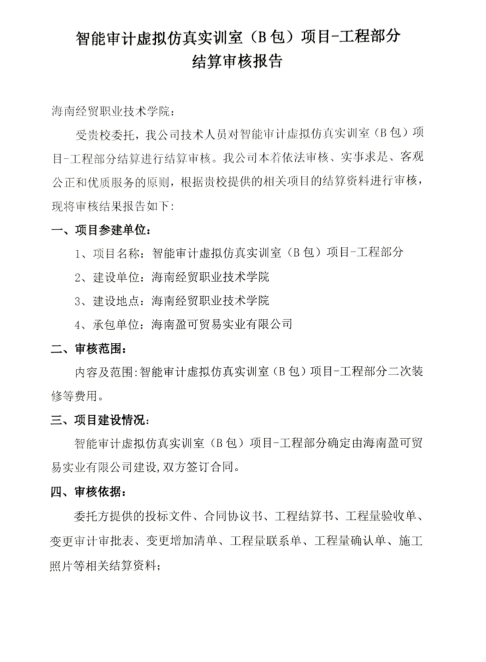 智能审计虚拟仿真实训室（B包）项目-工程部分
结算审核报告
海南经贸职业技术学院：
受贵校委托，我公司技术人员对智能审计虚拟仿真实训室（B包）项
目-工程部分结算进行结算审核。我公司本着依法审核、实事求是、客观
公正和优质服务的原则，根据贵校提供的相关项目的结算资料进行审核，
现将审核结果报告如下：
一、项目参建单位：
1、项目名称：智能审计虚拟仿真实训室（B包）项目-工程部分
2、建设单位：海南经贸职业技术学院
3、建设地点：海南经贸职业技术学院
4、承包单位：海南盈可贸易实业有限公司
二、审核范围：
内容及范围:智能审计虚拟仿真实训室（B包）项目-工程部分二次装
修等费用。
三、项目建设情况：
智能审计虚拟仿真实训室（B包）项目-工程部分确定由海南盈可贸
易实业有限公司建设,双方签订合同。
四、审核依据：
委托方提供的投标文件、合同协议书、工程结算书、工程量验收单、
变更审计审批表、变更增加清单、工程量联系单、工程量确认单、施工
照片等相关结算资料；